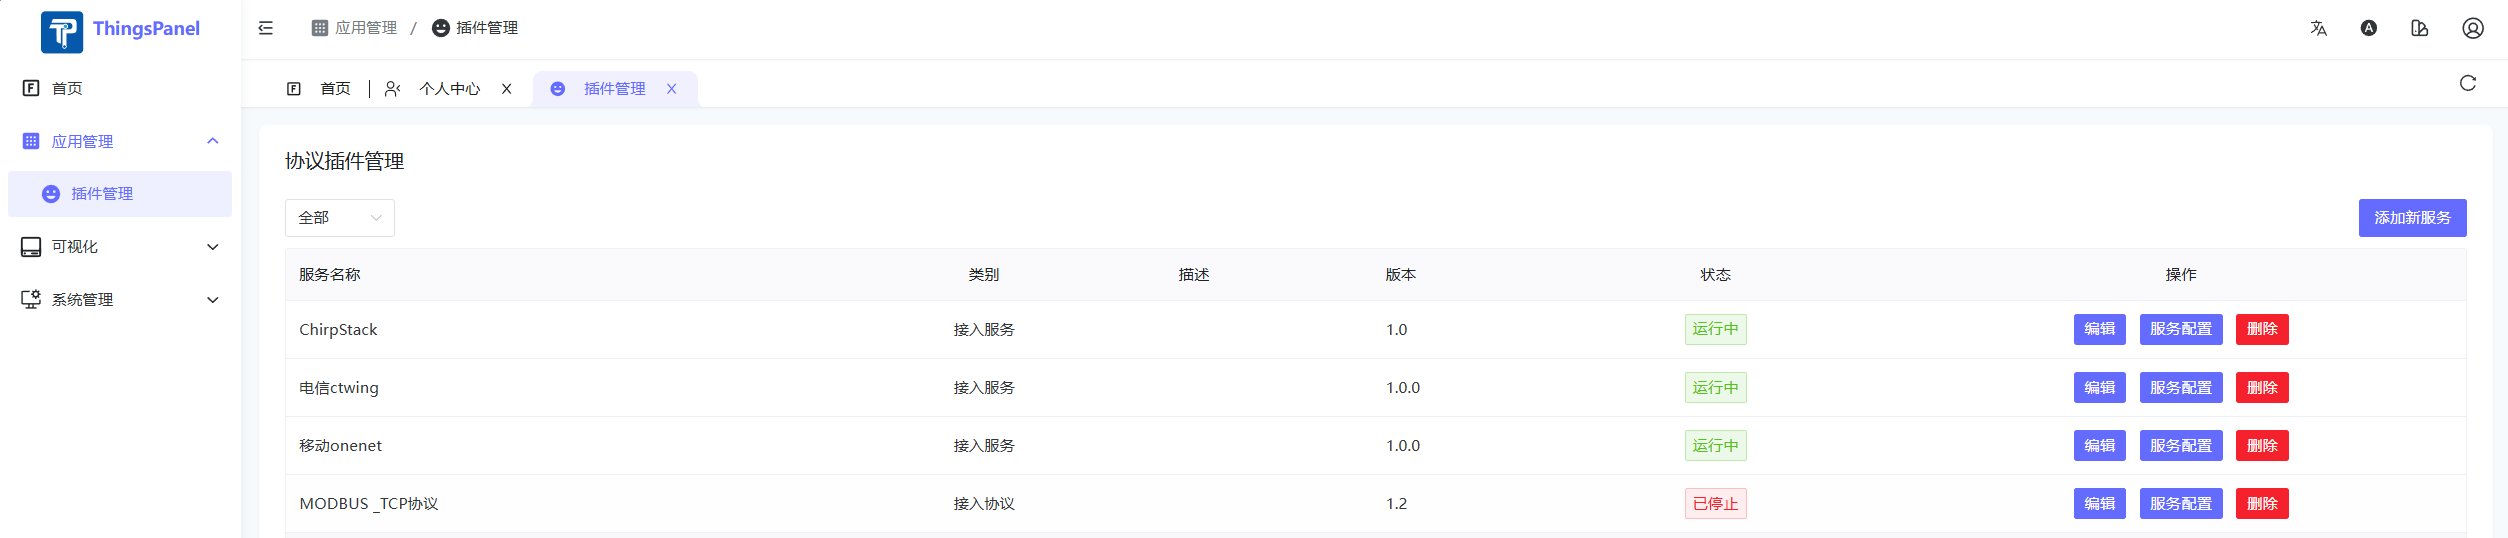 ThingsPanel
应用管理 / 插件管理
首页
应用管理
插件管理
可视化
系统管理
首页 个人中心 X 插件管理 X
协议插件管理
全部
添加新服务
服务名称 类别 描述 版本 状态 操作
ChirpStack 接入服务 1.0 运行中 编辑 服务配置 删除
电信ctwing 接入服务 1.0.0 运行中 编辑 服务配置 删除
移动onenet 接入服务 1.0.0 运行中 编辑 服务配置 删除
MODBUS _TCP协议 接入协议 1.2 已停止 编辑 服务配置 删除